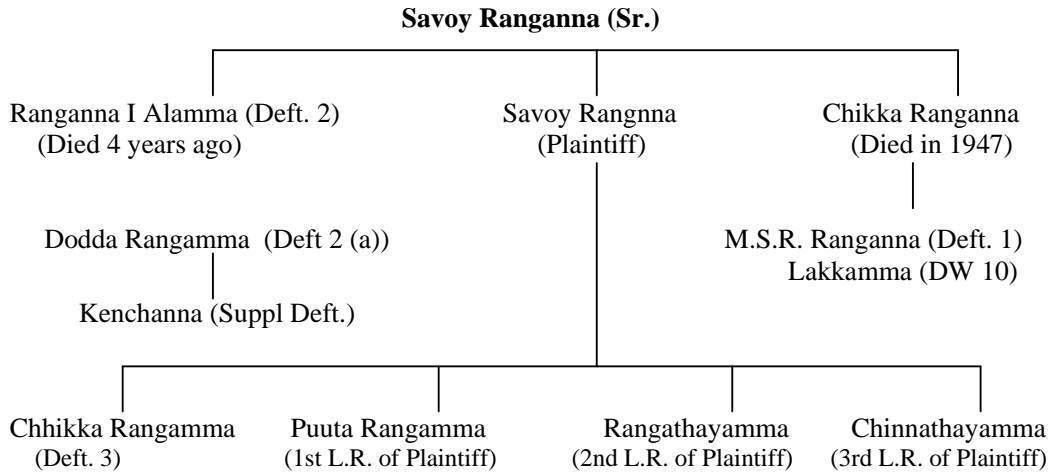 Savoy Ranganna (Sr.)
Ranganna I Alamma (Deft. 2)
(Died 4 years ago)
Savoy Rangnna
(Plaintiff)
Chikka Ranganna
(Died in 1947)
Dodda Rangamma (Deft 2 (a))
Kenchanna (Suppl Deft.)
M.S.R. Ranganna (Deft. 1)
Lakkamma (DW 10)
Chhikka Rangamma
(Deft. 3)
Puuta Rangamma
(1st L.R. of Plaintiff)
Rangathayamma
(2nd L.R. of Plaintiff)
Chinnathayamma
(3rd L.R. of Plaintiff)